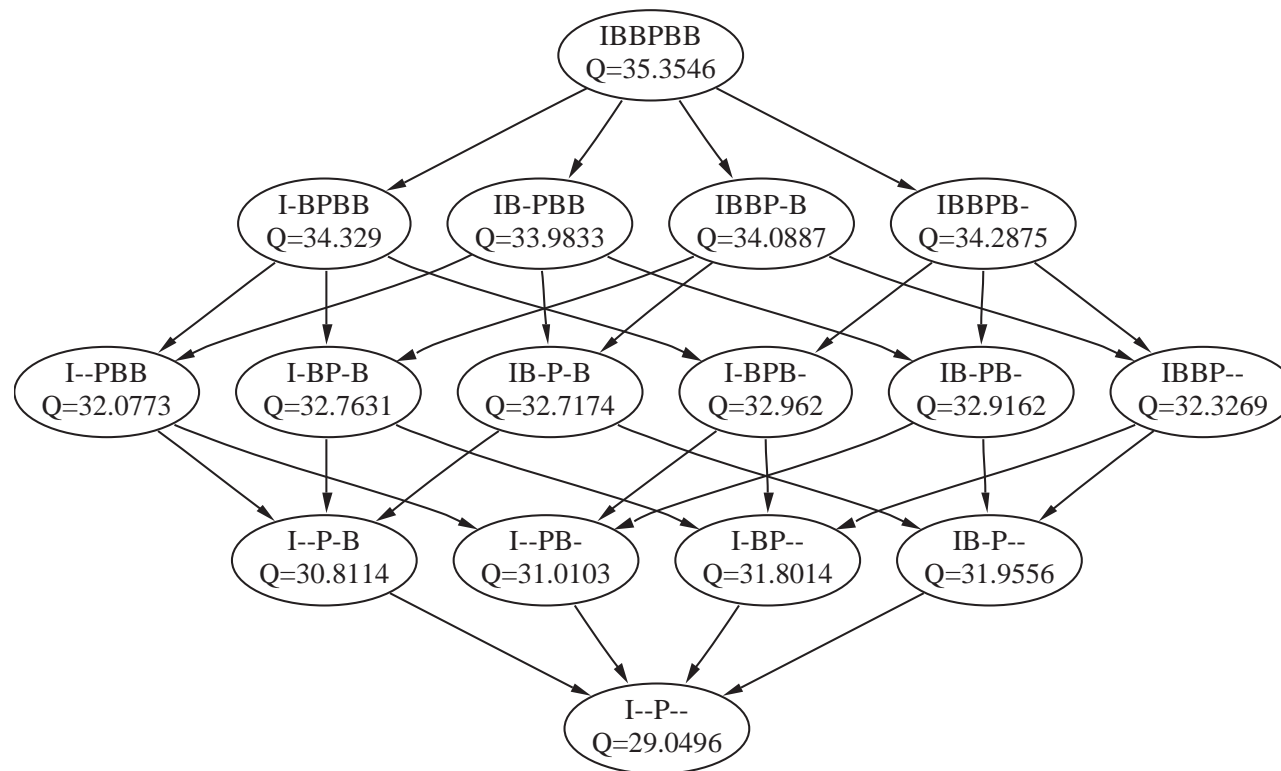 IBBPBB
Q=35.3546
I-BPBB
Q=34.329
IB-PBB
Q=33.9833
IBBP-B
Q=34.0887
IBBPB-
Q=34.2875
I--PBB
Q=32.0773
I-BP-B
Q=32.7631
IB-P-B
Q=32.7174
I-BPB-
Q=32.962
IB-PB-
Q=32.9162
IBBP--
Q=32.3269
I--P-B
Q=30.8114
I--PB-
Q=31.0103
I-BP--
Q=31.8014
IB-P--
Q=31.9556
I--P--
Q=29.0496